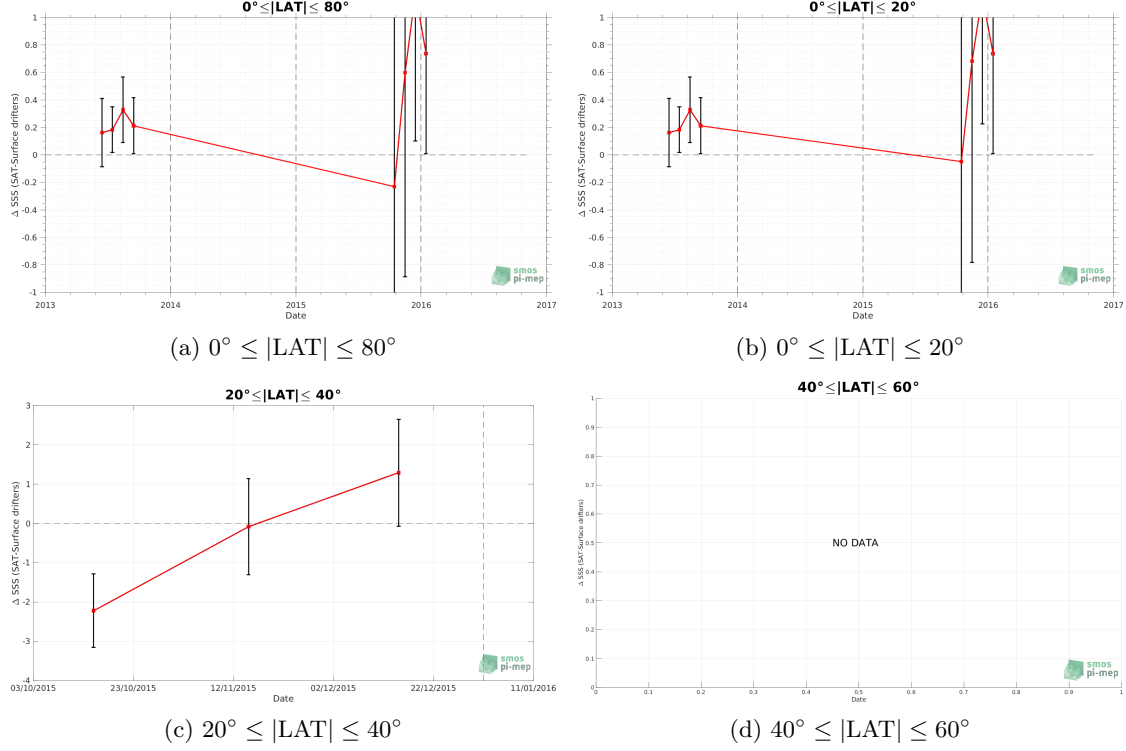 0°≤|LAT|≤ 80°
Δ SSS (SAT-Surface drifters)
1
0.8
0.6
0.4
0.2
0
-0.2
-0.4
-0.6
-0.8
-1
smos
pi-mep
2013 2014 2015 2016 2017
Date
(a) 0° ≤ |LAT| ≤ 80°
0°≤|LAT|≤ 20°
Δ SSS (SAT-Surface drifters)
1
0.8
0.6
0.4
0.2
0
-0.2
-0.4
-0.6
-0.8
-1
smos
pi-mep
2013 2014 2015 2016 2017
Date
(b) 0° ≤ |LAT| ≤ 20°
20°≤|LAT|≤ 40°
Δ SSS (SAT-Surface drifters)
3
2
1
0
-1
-2
-3
-4
smos
pi-mep
03/10/2015 23/10/2015 12/11/2015 02/12/2015 22/12/2015 11/01/2016
Date
(c) 20° ≤ |LAT| ≤ 40°
40°≤|LAT|≤ 60°
Δ SSS (SAT-Surface drifters)
1
0.9
0.8
0.7
0.6
0.5
0.4
0.3
0.2
0.1
0
NO DATA
smos
pi-mep
0 0.1 0.2 0.3 0.4 0.5 0.6 0.7 0.8 0.9 1
Date
(d) 40° ≤ |LAT| ≤ 60°